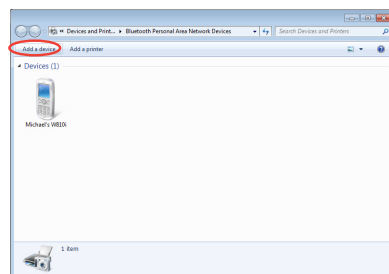 « Devices and Print... ▸ Bluetooth Personal Area Network Devices
Search Devices and Printers
Add a device
Add a printer
Devices (1)
Michael's W810i
1 item